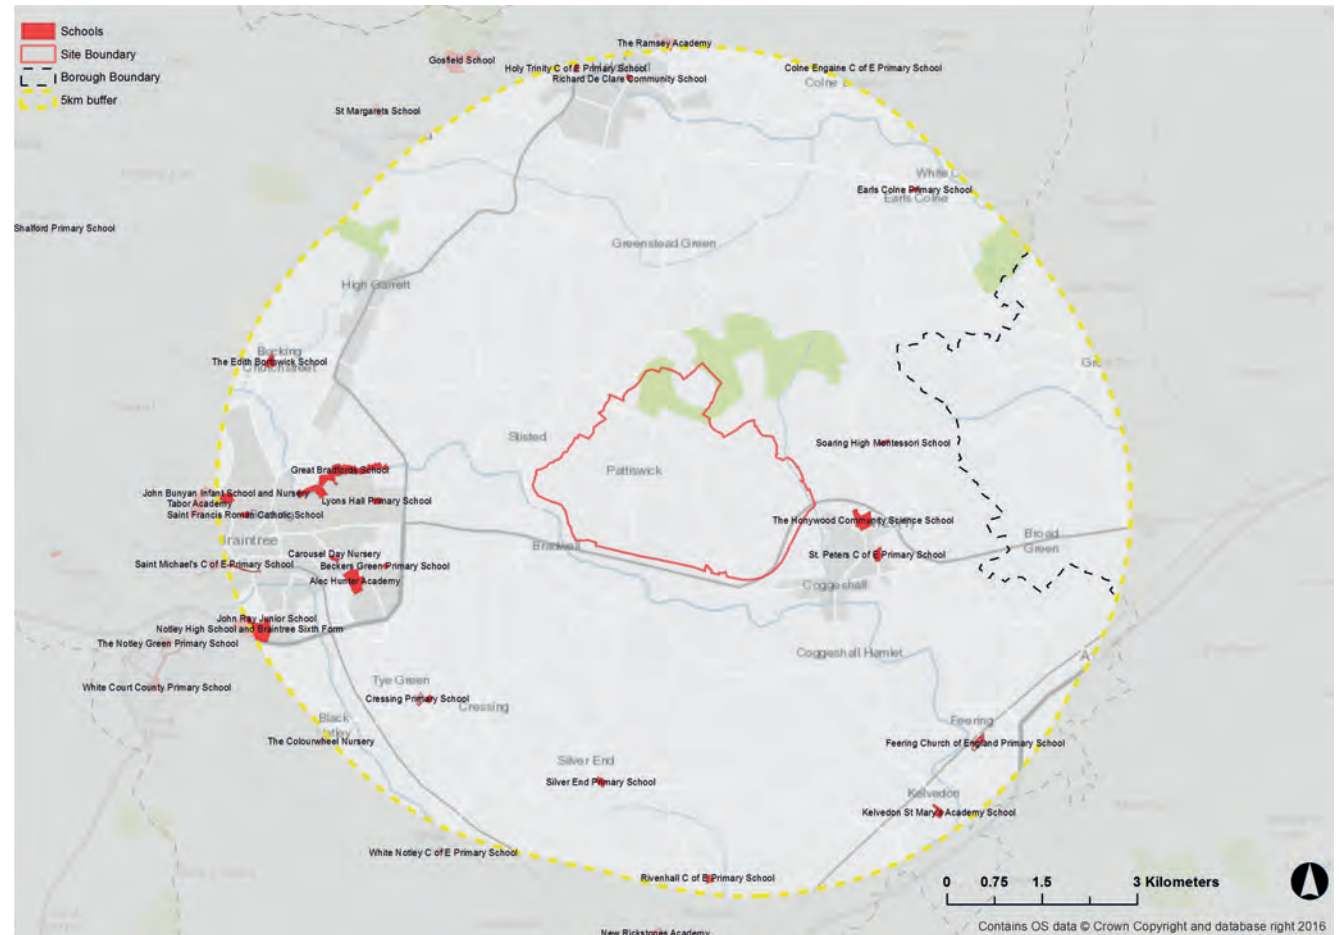 Schools
Site Boundary
Borough Boundary
5km buffer
The Ramsey Academy
Gosfield School
Holy Trinity C of E Primary School
Colne Engaine C of E Primary School
Richard De Clare Community School
St Margarets School
White C
Earls Colne Primary School
Earls Colne
Shalford Primary School
Greenstead Green
High Garrett
Bocking
The Edith Borthwick School
Churchstreet
Stisted
Soaring High Montessori School
Pattiswick
Great Bradfords School
John Bunyan Infant School and Nursery
Lyons Hall Primary School
Tabor Academy
Saint Francis Roman Catholic School
The Honywood Community Science School
Broad
Green
Braintree
Bradwell
Carousel Day Nursery
St. Peters C of E Primary School
Saint Michael's C of E Primary School
Beckers Green Primary School
Alec Hunter Academy
Coggeshall
John Ray Junior School
Notley High School and Braintree Sixth Form
The Notley Green Primary School
Coggeshall Hamlet
A
White Court County Primary School
Tye Green
Cressing Primary School
Cressing
Black
Notley
Feering
The Colourwheel Nursery
Feering Church of England Primary School
Silver End
Silver End Primary School
Kelvedon
Kelvedon St Mary's Academy School
White Notley C of E Primary School
Rivenhall C of E Primary School
0 0.75 1.5 3 Kilometers
Contains OS data © Crown Copyright and database right 2016
New Rickstones Academy